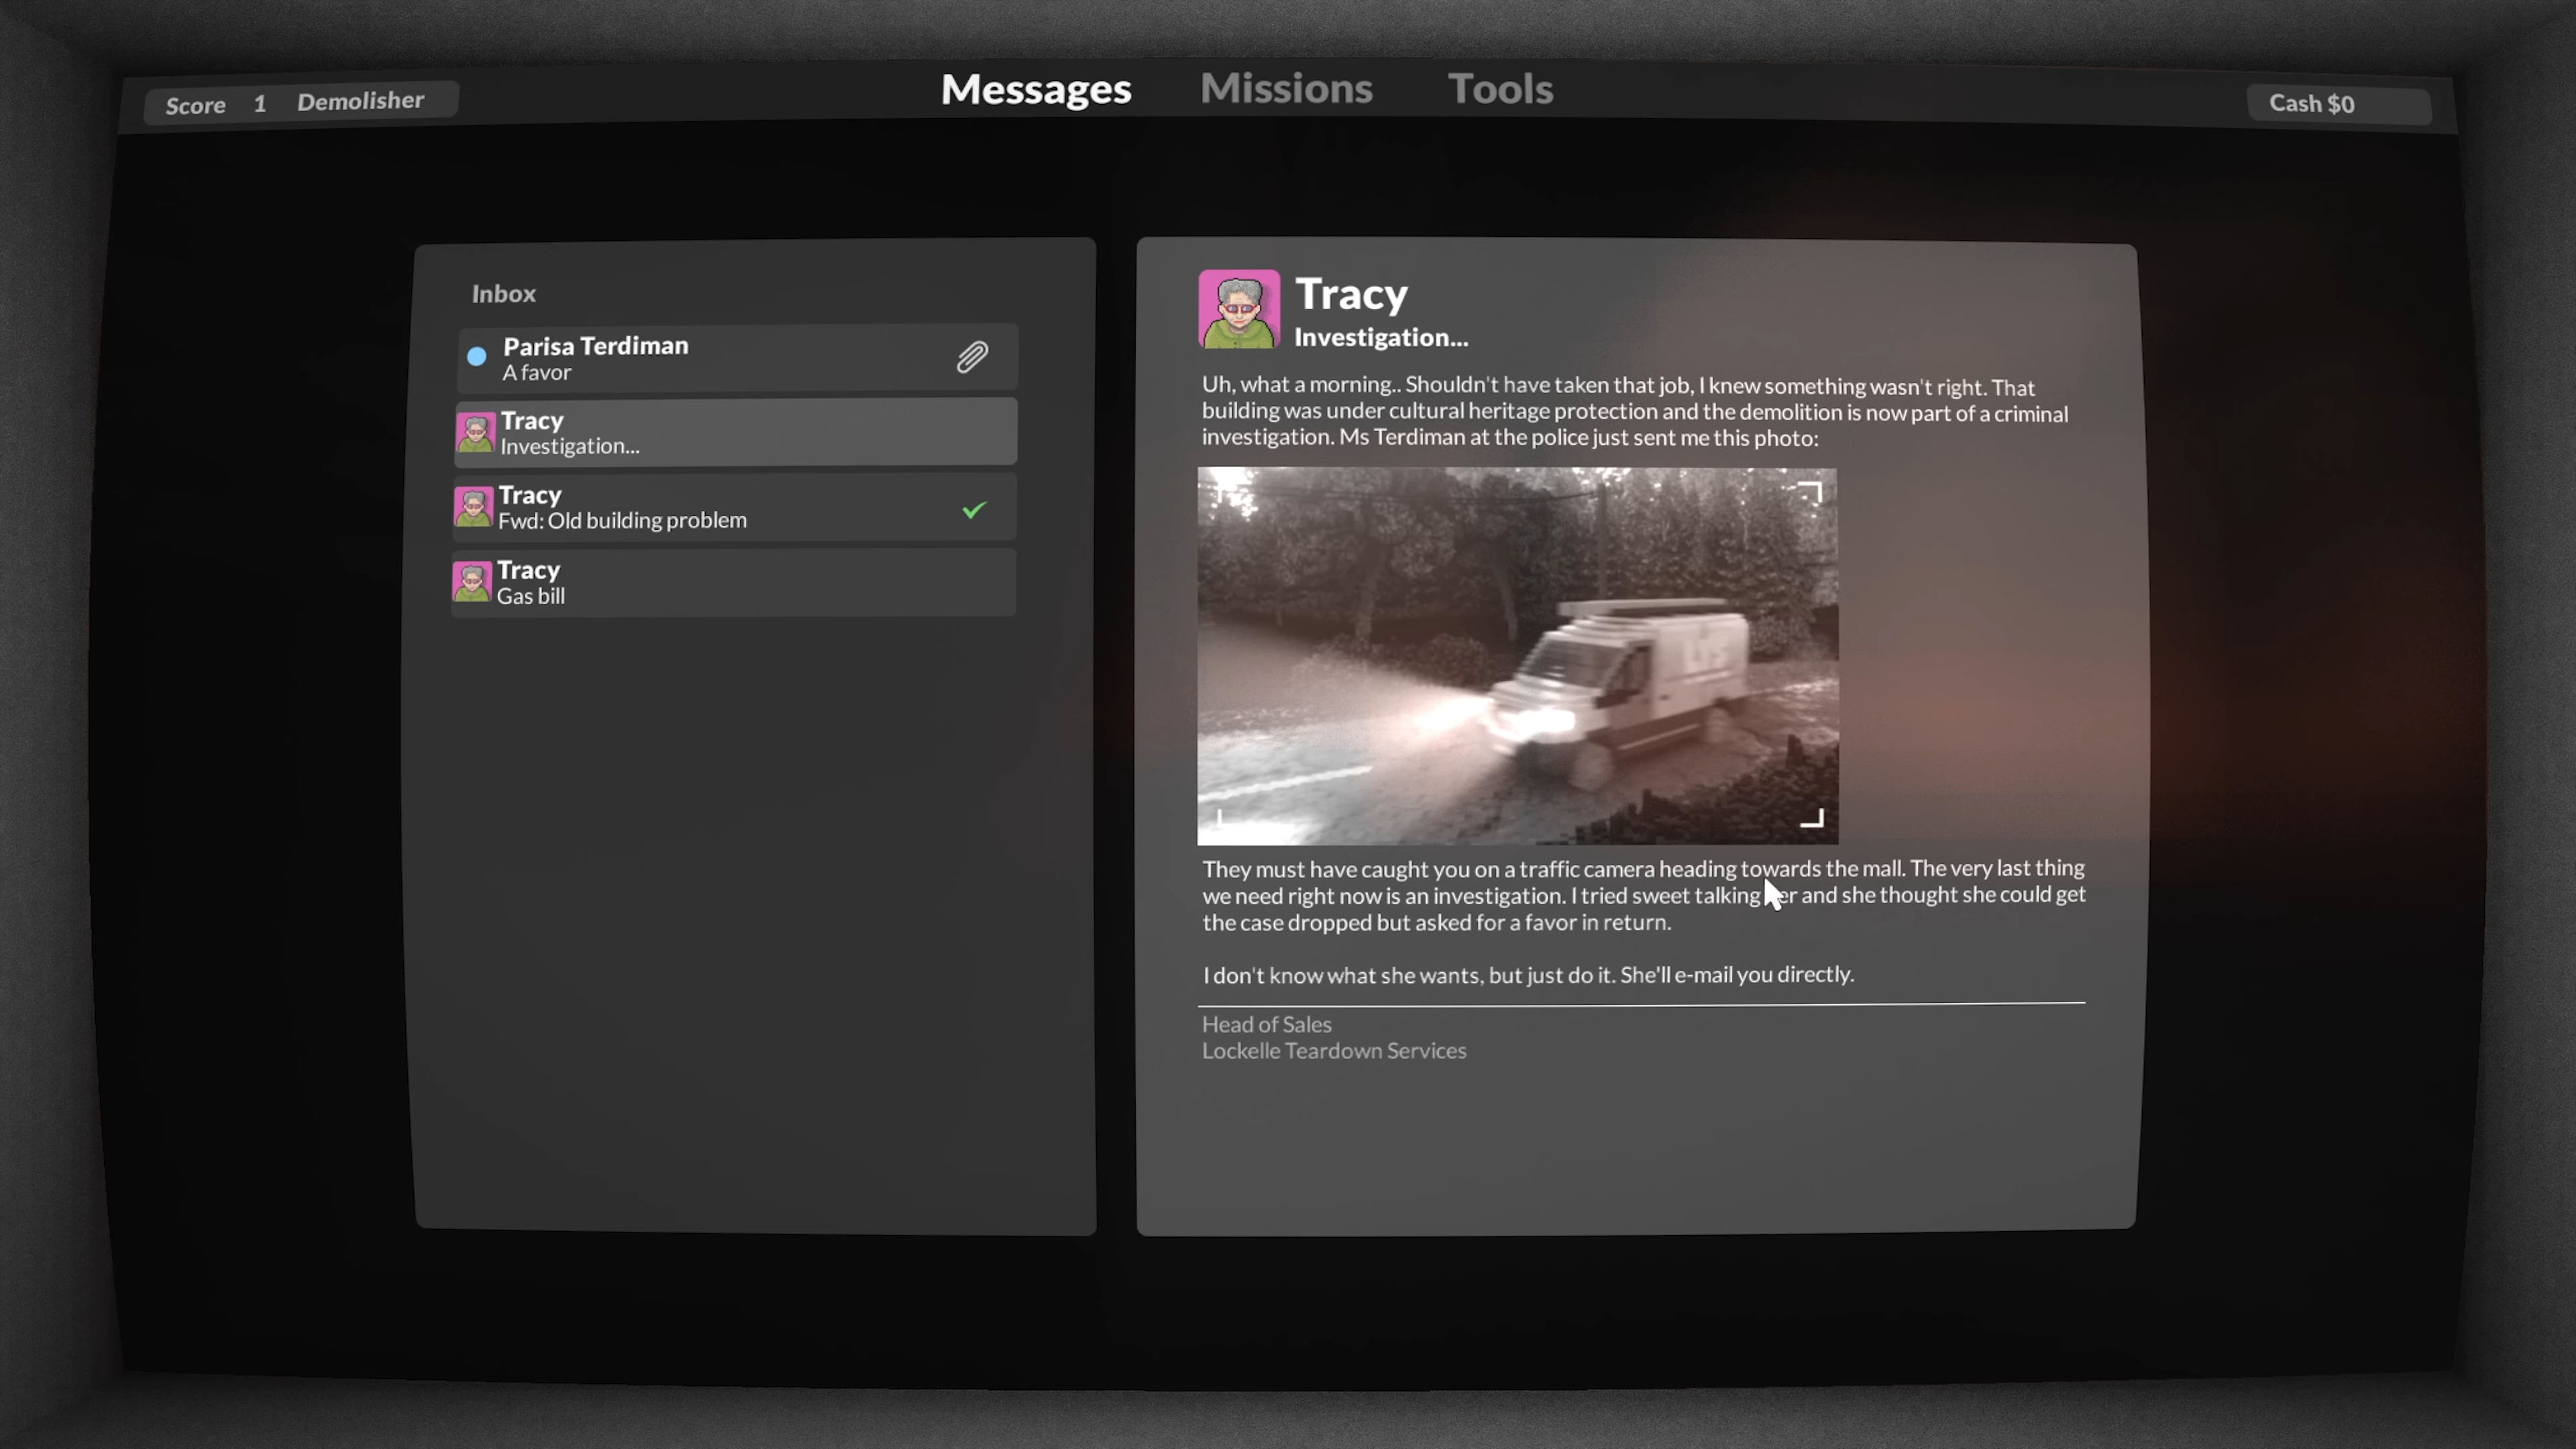 Score 1 Demolisher
Messages Missions Tools
Cash $0
Inbox
Parisa Terdiman
A favor
Tracy
Investigation...
Tracy
Fwd: Old building problem
Tracy
Gas bill
Tracy
Investigation...
Uh, what a morning.. Shouldn't have taken that job, I knew something wasn't right. That
building was under cultural heritage protection and the demolition is now part of a criminal
investigation. Ms Terdiman at the police just sent me this photo:
LTS
They must have caught you on a traffic camera heading towards the mall. The very last thing
we need right now is an investigation. I tried sweet talking her and she thought she could get
the case dropped but asked for a favor in return.
I don't know what she wants, but just do it. She'll e-mail you directly.
Head of Sales
Lockelle Teardown Services